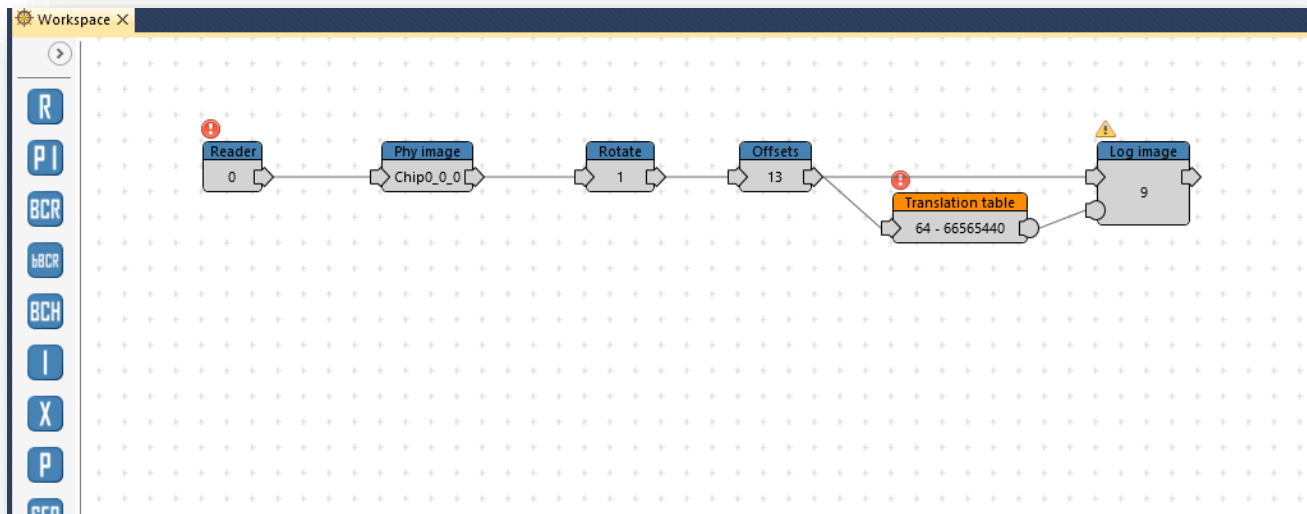 Workspace
R
PI
BCR
bBCR
BCH
I
X
P
Reader
0
Phy image
Chip0_0_0
Rotate
1
Offsets
13
Translation table
64 - 66565440
Log image
9